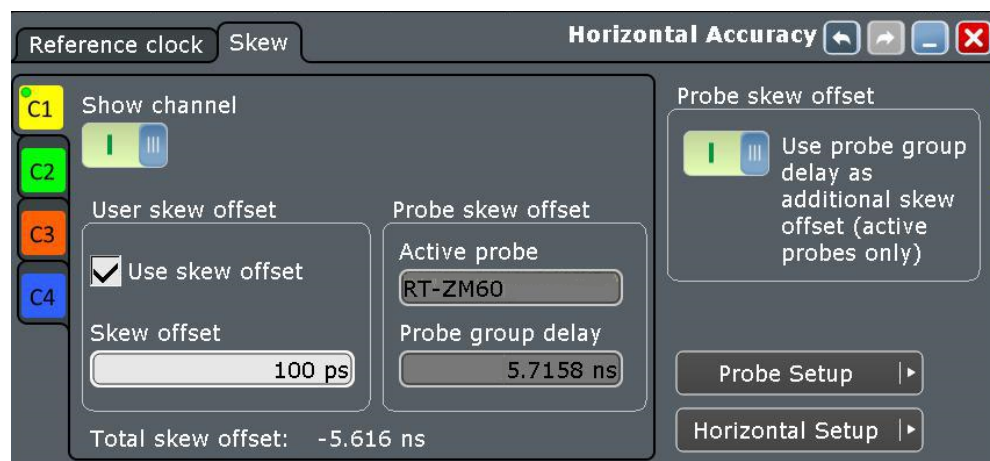 Reference clock
Skew
Horizontal Accuracy
C1
C2
C3
C4
Show channel
User skew offset
Use skew offset
Skew offset
100 ps
Probe skew offset
Active probe
RT-ZM60
Probe group delay
5.7158 ns
Total skew offset: -5.616 ns
Probe skew offset
Use probe group
delay as
additional skew
offset (active
probes only)
Probe Setup
Horizontal Setup